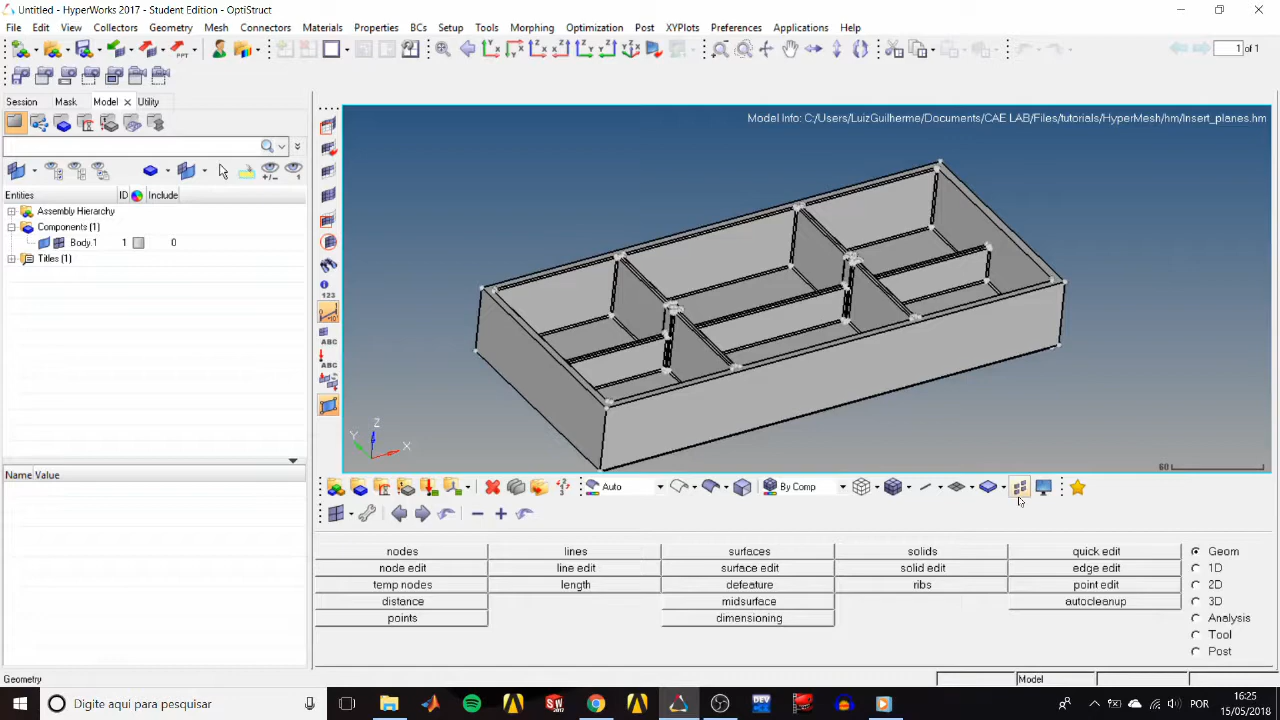 Untitled - HyperWorks 2017 - Student Edition - OptiStruct
File Edit View Collectors Geometry Mesh Connectors Materials Properties BCs Setup Tools Morphing Optimization Post XYPlots Preferences Applications Help
1 of 1
Session Mask Model Utility
Model Info: C:/Users/LuizGuilherme/Documents/CAE LAB/Files/tutorials/HyperMesh/hm/Insert_planes.hm
Entities ID Include
Assembly Hierarchy
Components (1)
Body.1 1 0
Titles (1)
123
ABC
ABC
Z
Y
X
60
Name Value
Auto By Comp
nodes lines surfaces solids quick edit Geom
node edit line edit surface edit solid edit edge edit 1D
temp nodes length defeature ribs point edit 2D
distance midsurface autocleanup 3D
points dimensioning Analysis
Tool
Post
Geometry Model
Digite aqui para pesquisar
POR
16:25
15/05/2018